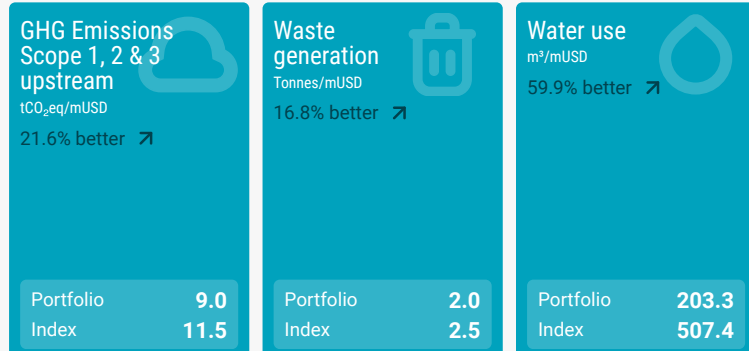 GHG Emissions
Scope 1, 2 & 3
upstream
tCO₂eq/mUSD
21.6% better
Portfolio 9.0
Index 11.5
Waste
generation
Tonnes/mUSD
16.8% better
Portfolio 2.0
Index 2.5
Water use
m³/mUSD
59.9% better
Portfolio 203.3
Index 507.4